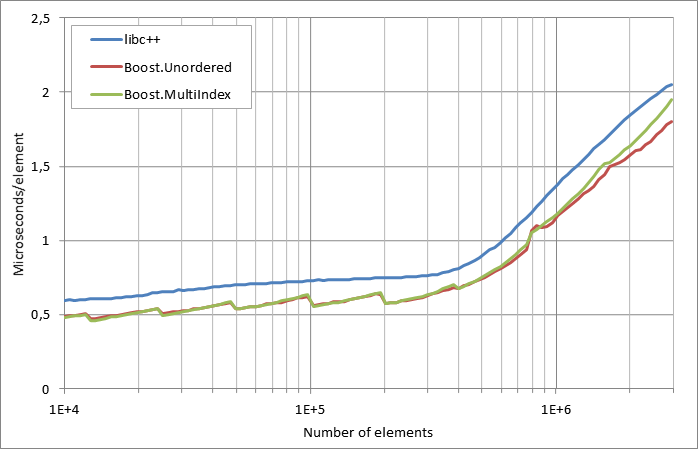 2,5
2
1,5
1
0,5
0
libc++
Boost.Unordered
Boost.MultiIndex
Microseconds/element
1E+4
1E+5
1E+6
Number of elements